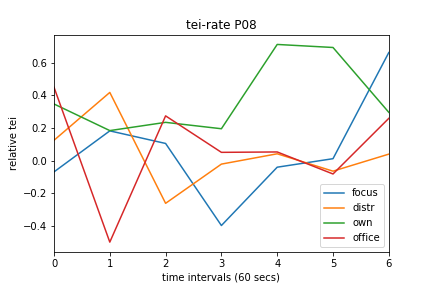 tei-rate P08
relative tei
0.6
0.4
0.2
0.0
−0.2
−0.4
0 1 2 3 4 5 6
time intervals (60 secs)
focus
distr
own
office